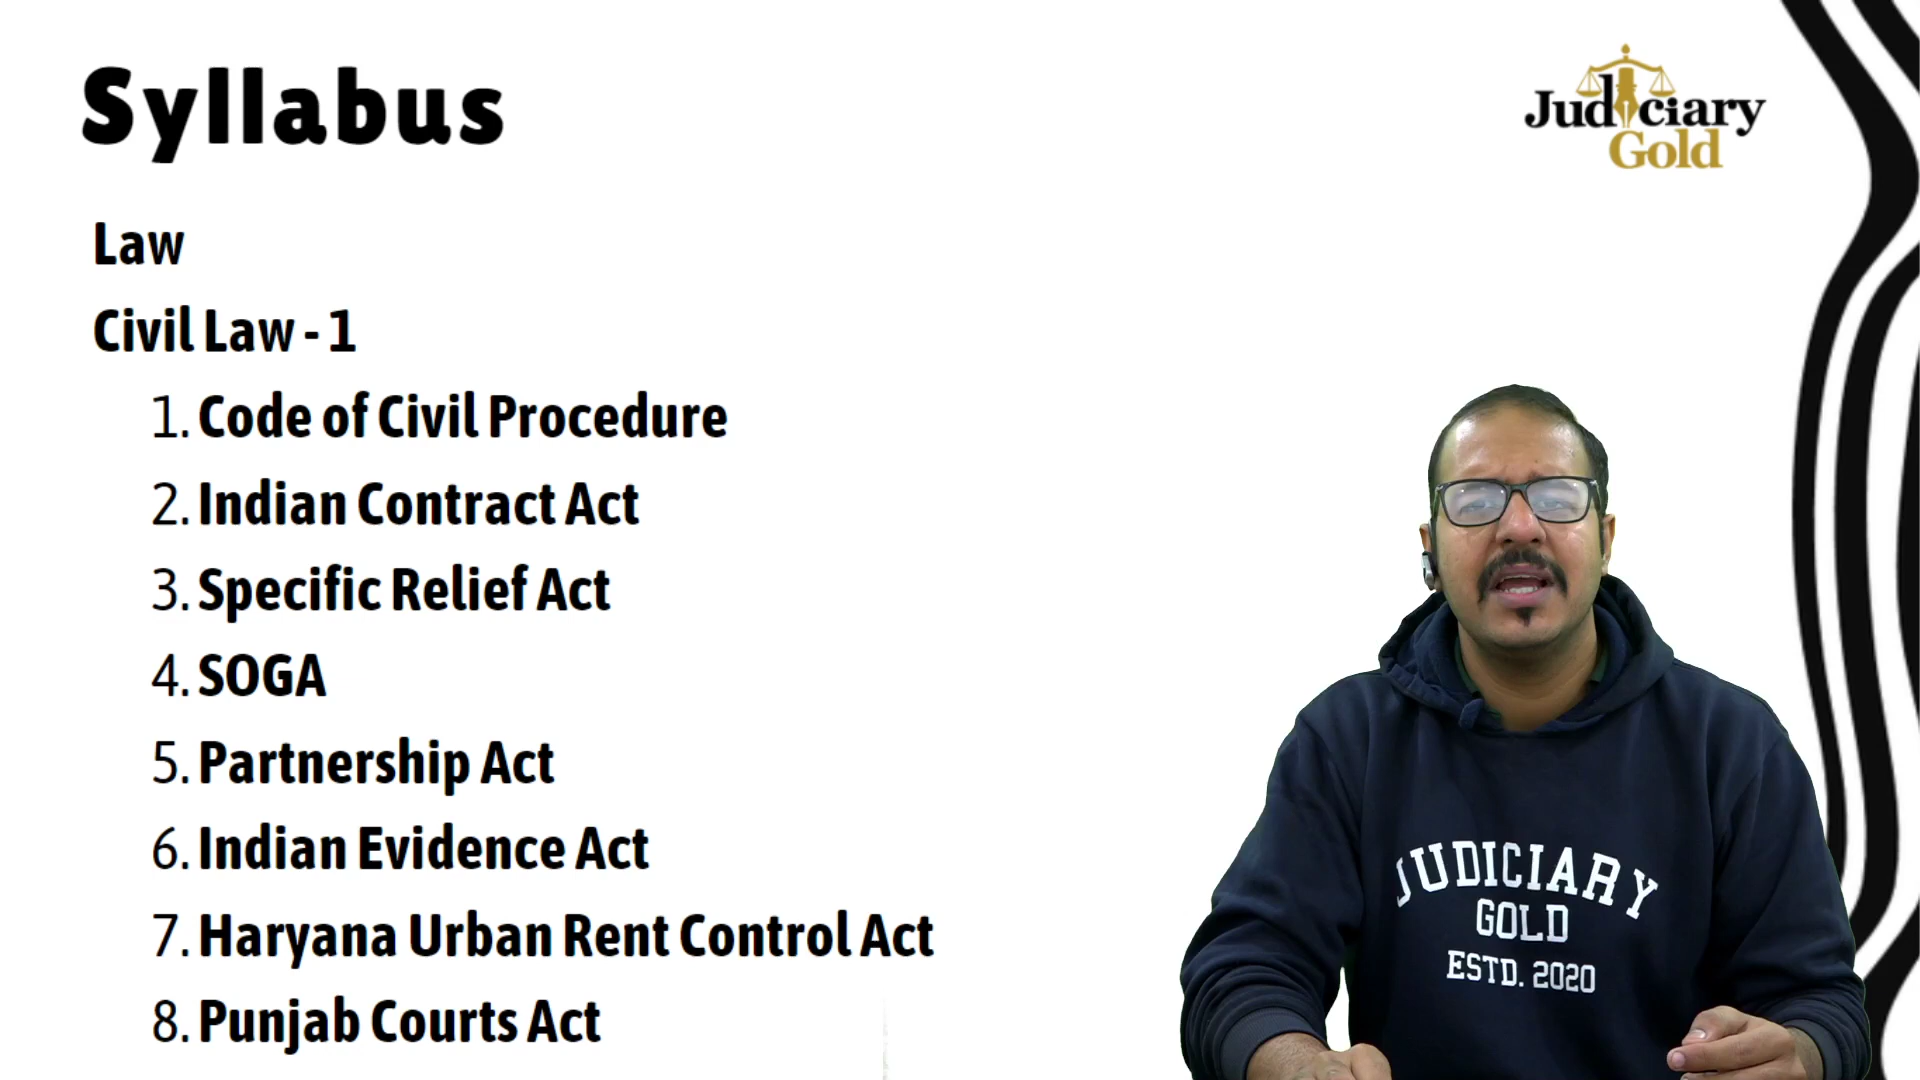 Syllabus
Judiciary
Gold
Law
Civil Law - 1
1. Code of Civil Procedure
2. Indian Contract Act
3. Specific Relief Act
4. SOGA
5. Partnership Act
6. Indian Evidence Act
7. Haryana Urban Rent Control Act
8. Punjab Courts Act
JUDICIARY
GOLD
ESTD. 2020